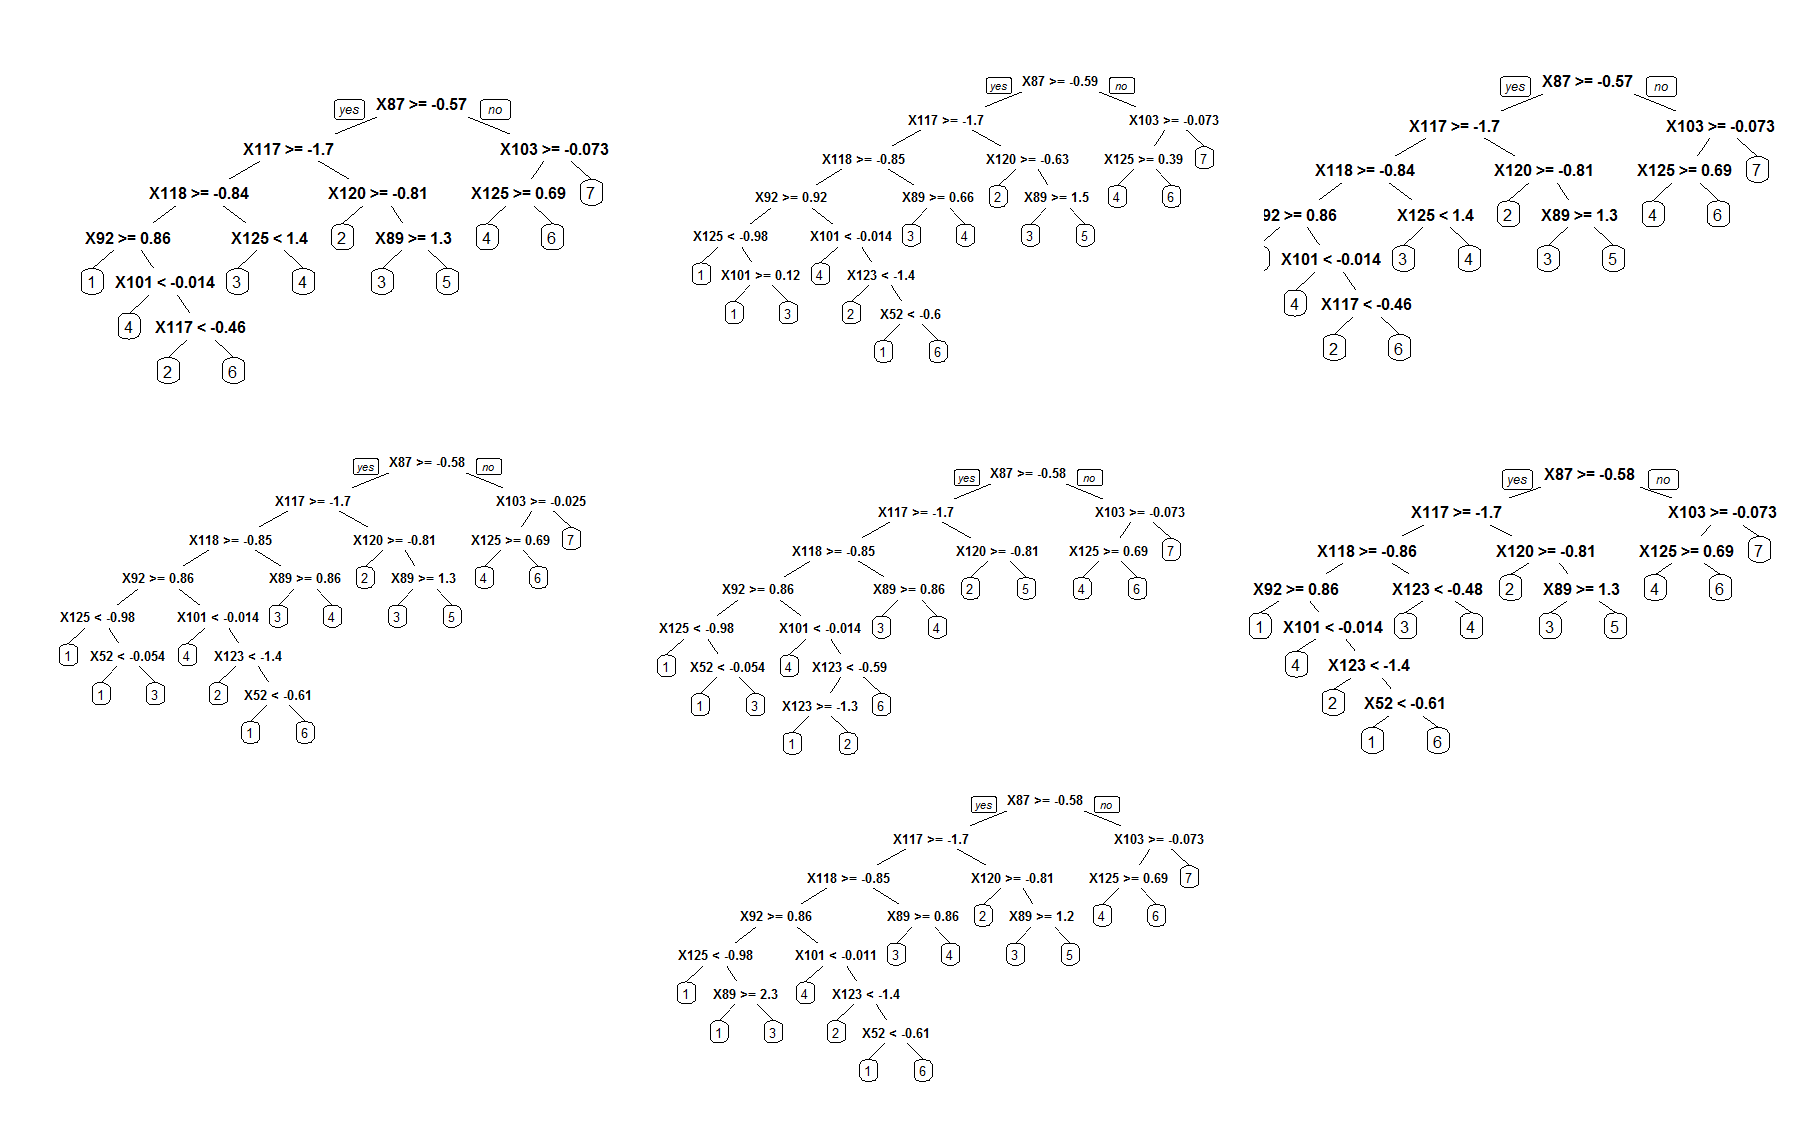 yes X87 >= -0.57 no
X117 >= -1.7 X103 >= -0.073
X118 >= -0.84 X120 >= -0.81 X125 >= 0.69 7
X92 >= 0.86 X125 < 1.4 2 X89 >= 1.3 4 6
1 X101 < -0.014 3 4 3 5
4 X117 < -0.46
2 6
yes X87 >= -0.59 no
X117 >= -1.7 X103 >= -0.073
X118 >= -0.85 X120 >= -0.63 X125 >= 0.39 7
X92 >= 0.92 X89 >= 0.66 2 X89 >= 1.5 4 6
X125 < -0.98 X101 < -0.014 3 4 3 5
1 X101 >= 0.12 4 X123 < -1.4
1 3 2 X52 < -0.6
1 6
yes X87 >= -0.57 no
X117 >= -1.7 X103 >= -0.073
X118 >= -0.84 X120 >= -0.81 X125 >= 0.69 7
92 >= 0.86 X125 < 1.4 2 X89 >= 1.3 4 6
X101 < -0.014 3 4 3 5
4 X117 < -0.46
2 6
yes X87 >= -0.58 no
X117 >= -1.7 X103 >= -0.025
X118 >= -0.85 X120 >= -0.81 X125 >= 0.69 7
X92 >= 0.86 X89 >= 0.86 2 X89 >= 1.3 4 6
X125 < -0.98 X101 < -0.014 3 4 3 5
1 X52 < -0.054 4 X123 < -1.4
1 3 2 X52 < -0.61
1 6
yes X87 >= -0.58 no
X117 >= -1.7 X103 >= -0.073
X118 >= -0.85 X120 >= -0.81 X125 >= 0.69 7
X92 >= 0.86 X89 >= 0.86 2 5 4 6
X125 < -0.98 X101 < -0.014 3 4
1 X52 < -0.054 4 X123 < -0.59
1 3 X123 >= -1.3 6
1 2
yes X87 >= -0.58 no
X117 >= -1.7 X103 >= -0.073
X118 >= -0.86 X120 >= -0.81 X125 >= 0.69 7
X92 >= 0.86 X123 < -0.48 2 X89 >= 1.3 4 6
1 X101 < -0.014 3 4 3 5
4 X123 < -1.4
2 X52 < -0.61
1 6
yes X87 >= -0.58 no
X117 >= -1.7 X103 >= -0.073
X118 >= -0.85 X120 >= -0.81 X125 >= 0.69 7
X92 >= 0.86 X89 >= 0.86 2 X89 >= 1.2 4 6
X125 < -0.98 X101 < -0.011 3 4 3 5
1 X89 >= 2.3 4 X123 < -1.4
1 3 2 X52 < -0.61
1 6